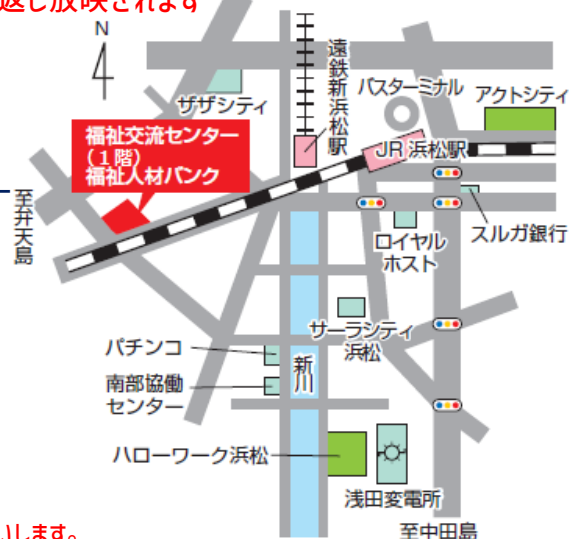 返し放映されます
N
遠鉄新浜松駅
バスターミナル
アクトシティ
ザザシティ
福祉交流センター
(1階)
福祉人材バンク
JR 浜松駅
至弁天島
ロイヤル
ホスト
スルガ銀行
サーラシティ
浜松
パチンコ
新川
南部協働
センター
ハローワーク浜松
浅田変電所
至中田島
いします。